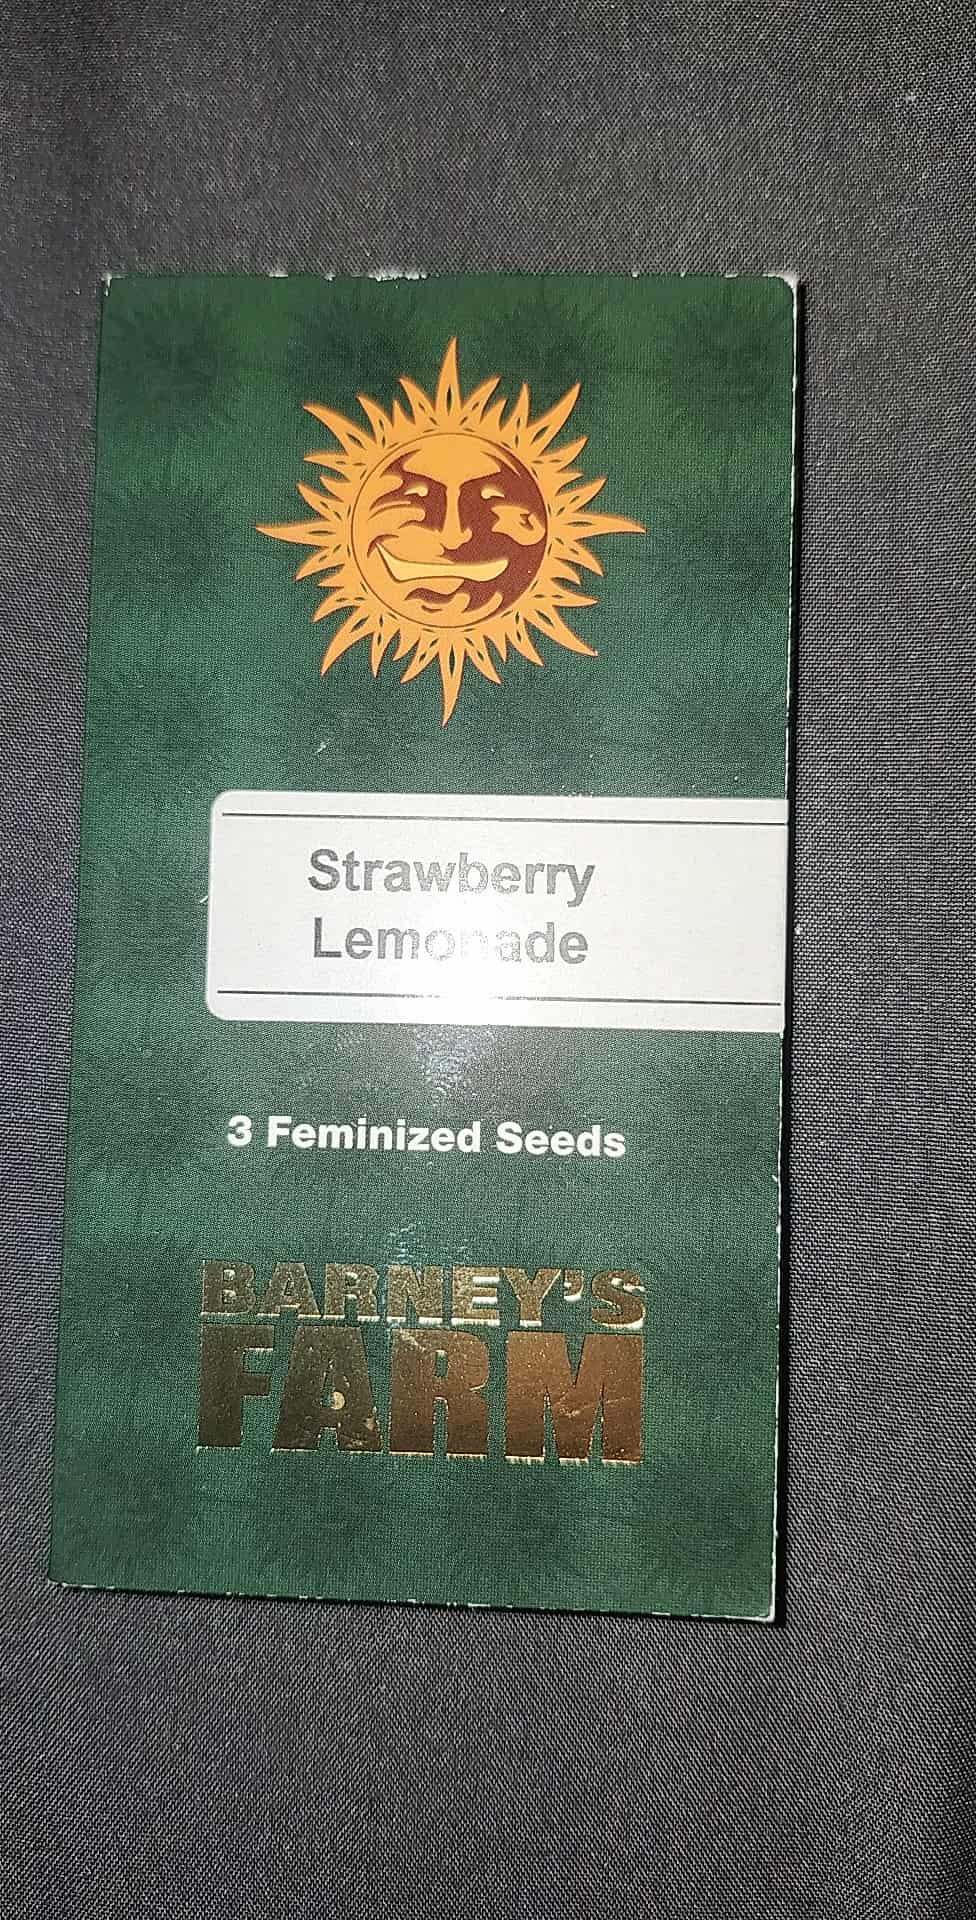 Strawberry
Lemonade
3 Feminized Seeds
BARNEY'S
FARM